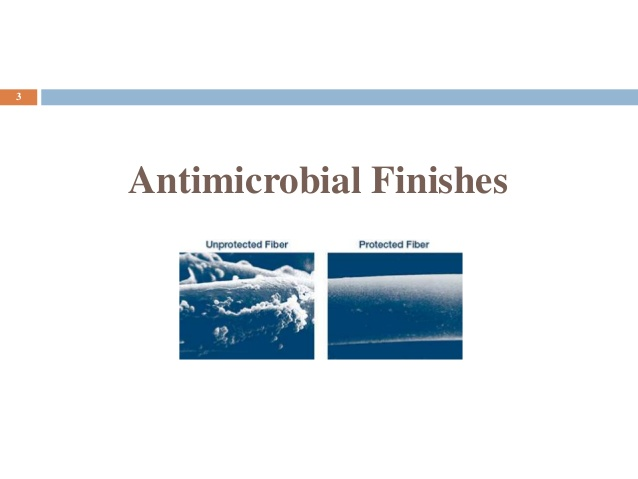 3
Antimicrobial Finishes
Unprotected Fiber
Protected Fiber